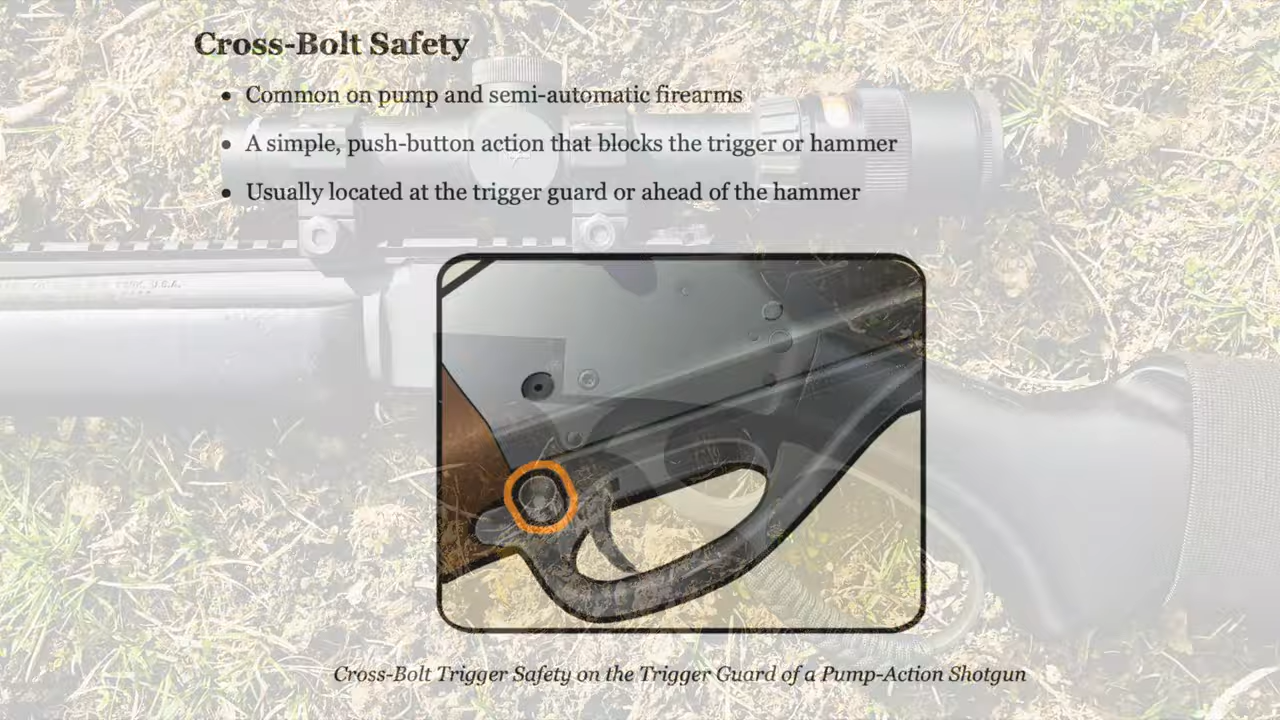 Cross-Bolt Safety
• Common on pump and semi-automatic firearms
• A simple, push-button action that blocks the trigger or hammer
• Usually located at the trigger guard or ahead of the hammer
Cross-Bolt Trigger Safety on the Trigger Guard of a Pump-Action Shotgun